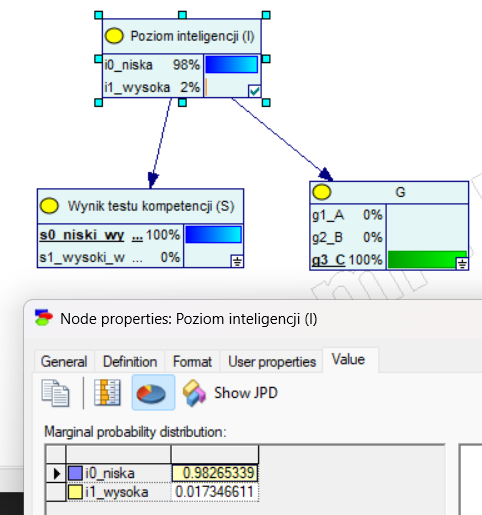 Poziom inteligencji (I)
i0_niska 98%
i1_wysoka 2%
Wynik testu kompetencji (S)
s0_niski_wy ... 100%
s1_wysoki_w ... 0%
G
g1_A 0%
g2_B 0%
g3_C 100%
Node properties: Poziom inteligencji (I)
General Definition Format User properties Value
Show JPD
Marginal probability distribution:
i0_niska 0.98265339
i1_wysoka 0.017346611